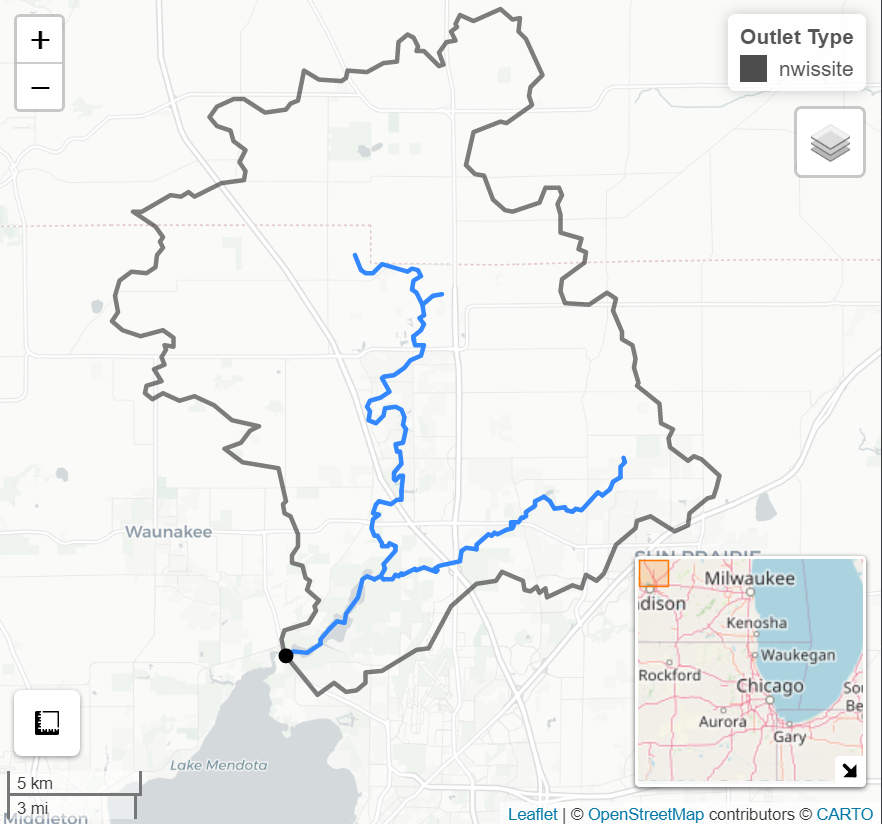 +
−
Outlet Type
nwissite
Waunakee
SUN PRAIRIE
Milwaukee
dison
Kenosha
Waukegan
Rockford
Chicago
Sou
Be
Aurora
Gary
Lake Mendota
5 km
3 mi
Middleton
Leaflet | © OpenStreetMap contributors © CARTO